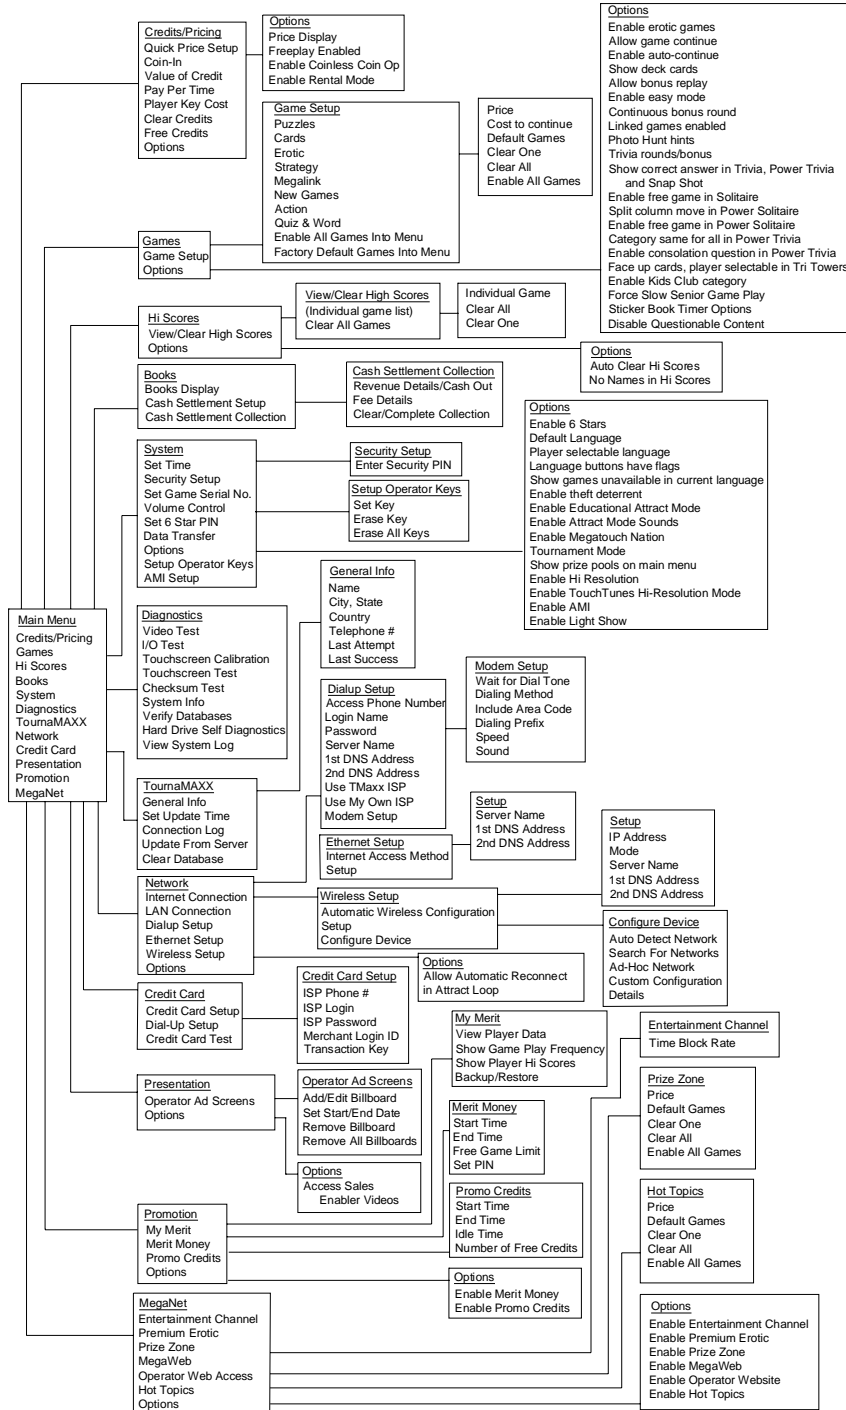 Main Menu
Credits/Pricing
Games
Hi Scores
Books
System
Diagnostics
TournaMAXX
Network
Credit Card
Presentation
Promotion
MegaNet
Credits/Pricing
Quick Price Setup
Coin-In
Value of Credit
Pay Per Time
Player Key Cost
Clear Credits
Free Credits
Options
Options
Price Display
Freeplay Enabled
Enable Coinless Coin Op
Enable Rental Mode
Games
Game Setup
Options
Game Setup
Puzzles
Cards
Erotic
Strategy
Megalink
New Games
Action
Quiz & Word
Enable All Games Into Menu
Factory Default Games Into Menu
Price
Cost to continue
Default Games
Clear One
Clear All
Enable All Games
Options
Enable erotic games
Allow game continue
Enable auto-continue
Show deck cards
Allow bonus replay
Enable easy mode
Continuous bonus round
Linked games enabled
Photo Hunt hints
Trivia rounds/bonus
Show correct answer in Trivia, Power Trivia
and Snap Shot
Enable free game in Solitaire
Split column move in Power Solitaire
Enable free game in Power Solitaire
Category same for all in Power Trivia
Enable consolation question in Power Trivia
Face up cards, player selectable in Tri Towers
Enable Kids Club category
Force Slow Senior Game Play
Sticker Book Timer Options
Disable Questionable Content
Hi Scores
View/Clear High Scores
Options
View/Clear High Scores
(Individual game list)
Clear All Games
Individual Game
Clear All
Clear One
Options
Auto Clear Hi Scores
No Names in Hi Scores
Books
Books Display
Cash Settlement Setup
Cash Settlement Collection
Cash Settlement Collection
Revenue Details/Cash Out
Fee Details
Clear/Complete Collection
System
Set Time
Security Setup
Set Game Serial No.
Volume Control
Set 6 Star PIN
Data Transfer
Options
Setup Operator Keys
AMI Setup
Security Setup
Enter Security PIN
Setup Operator Keys
Set Key
Erase Key
Erase All Keys
Options
Enable 6 Stars
Default Language
Player selectable language
Language buttons have flags
Show games unavailable in current language
Enable theft deterrent
Enable Educational Attract Mode
Enable Attract Mode Sounds
Enable Megatouch Nation
Tournament Mode
Show prize pools on main menu
Enable Hi Resolution
Enable TouchTunes Hi-Resolution Mode
Enable AMI
Enable Light Show
Diagnostics
Video Test
I/O Test
Touchscreen Calibration
Touchscreen Test
Checksum Test
System Info
Verify Databases
Hard Drive Self Diagnostics
View System Log
TournaMAXX
General Info
Set Update Time
Connection Log
Update From Server
Clear Database
General Info
Name
City, State
Country
Telephone #
Last Attempt
Last Success
Network
Internet Connection
LAN Connection
Dialup Setup
Ethernet Setup
Wireless Setup
Options
Dialup Setup
Access Phone Number
Login Name
Password
Server Name
1st DNS Address
2nd DNS Address
Use TMaxx ISP
Use My Own ISP
Modem Setup
Modem Setup
Wait for Dial Tone
Dialing Method
Include Area Code
Dialing Prefix
Speed
Sound
Ethernet Setup
Internet Access Method
Setup
Setup
Server Name
1st DNS Address
2nd DNS Address
Wireless Setup
Automatic Wireless Configuration
Setup
Configure Device
Setup
IP Address
Mode
Server Name
1st DNS Address
2nd DNS Address
Configure Device
Auto Detect Network
Search For Networks
Ad-Hoc Network
Custom Configuration
Details
Options
Allow Automatic Reconnect
in Attract Loop
Credit Card
Credit Card Setup
Dial-Up Setup
Credit Card Test
Credit Card Setup
ISP Phone #
ISP Login
ISP Password
Merchant Login ID
Transaction Key
Presentation
Operator Ad Screens
Options
Operator Ad Screens
Add/Edit Billboard
Set Start/End Date
Remove Billboard
Remove All Billboards
Options
Access Sales
Enabler Videos
Promotion
My Merit
Merit Money
Promo Credits
Options
My Merit
View Player Data
Show Game Play Frequency
Show Player Hi Scores
Backup/Restore
Merit Money
Start Time
End Time
Free Game Limit
Set PIN
Promo Credits
Start Time
End Time
Idle Time
Number of Free Credits
Options
Enable Merit Money
Enable Promo Credits
MegaNet
Entertainment Channel
Premium Erotic
Prize Zone
MegaWeb
Operator Web Access
Hot Topics
Options
Entertainment Channel
Time Block Rate
Prize Zone
Price
Default Games
Clear One
Clear All
Enable All Games
Hot Topics
Price
Default Games
Clear One
Clear All
Enable All Games
Options
Enable Entertainment Channel
Enable Premium Erotic
Enable Prize Zone
Enable MegaWeb
Enable Operator Website
Enable Hot Topics